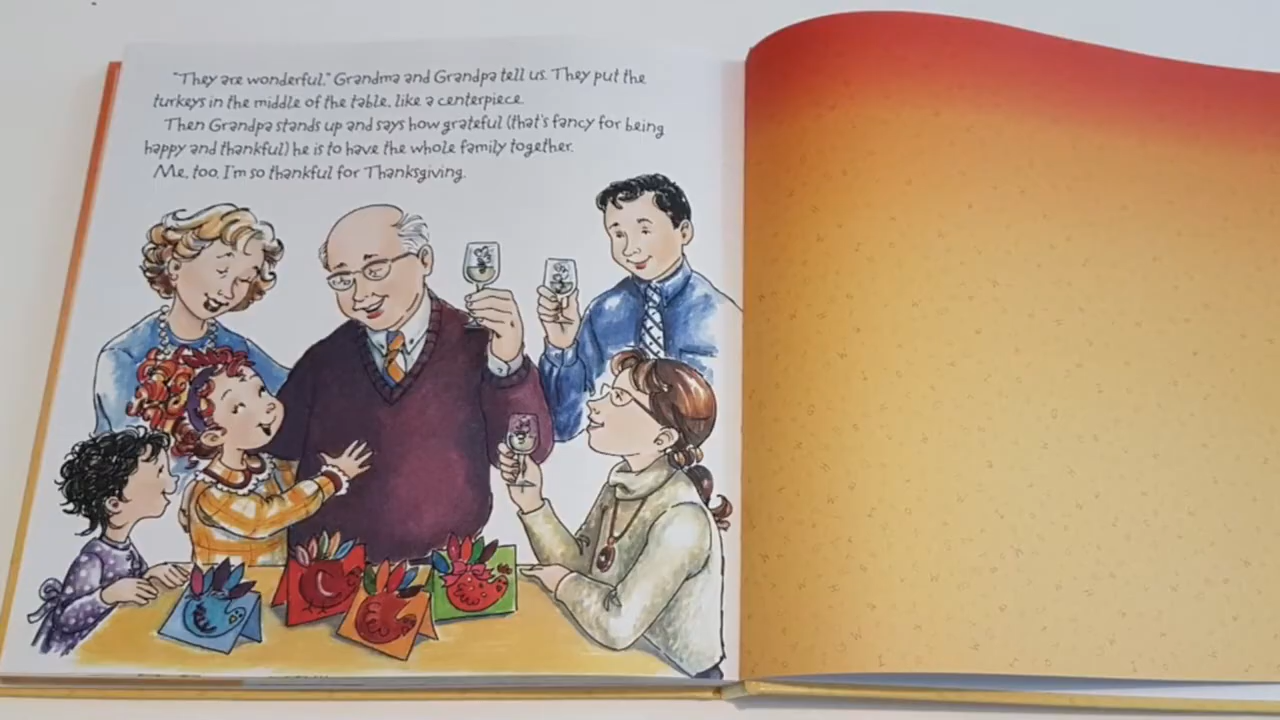 "They are wonderful," Grandma and Grandpa tell us. They put the
turkeys in the middle of the table, like a centerpiece.
Then Grandpa stands up and says how grateful (that's fancy for being
happy and thankful) he is to have the whole family together.
Me, too. I'm so thankful for Thanksgiving.